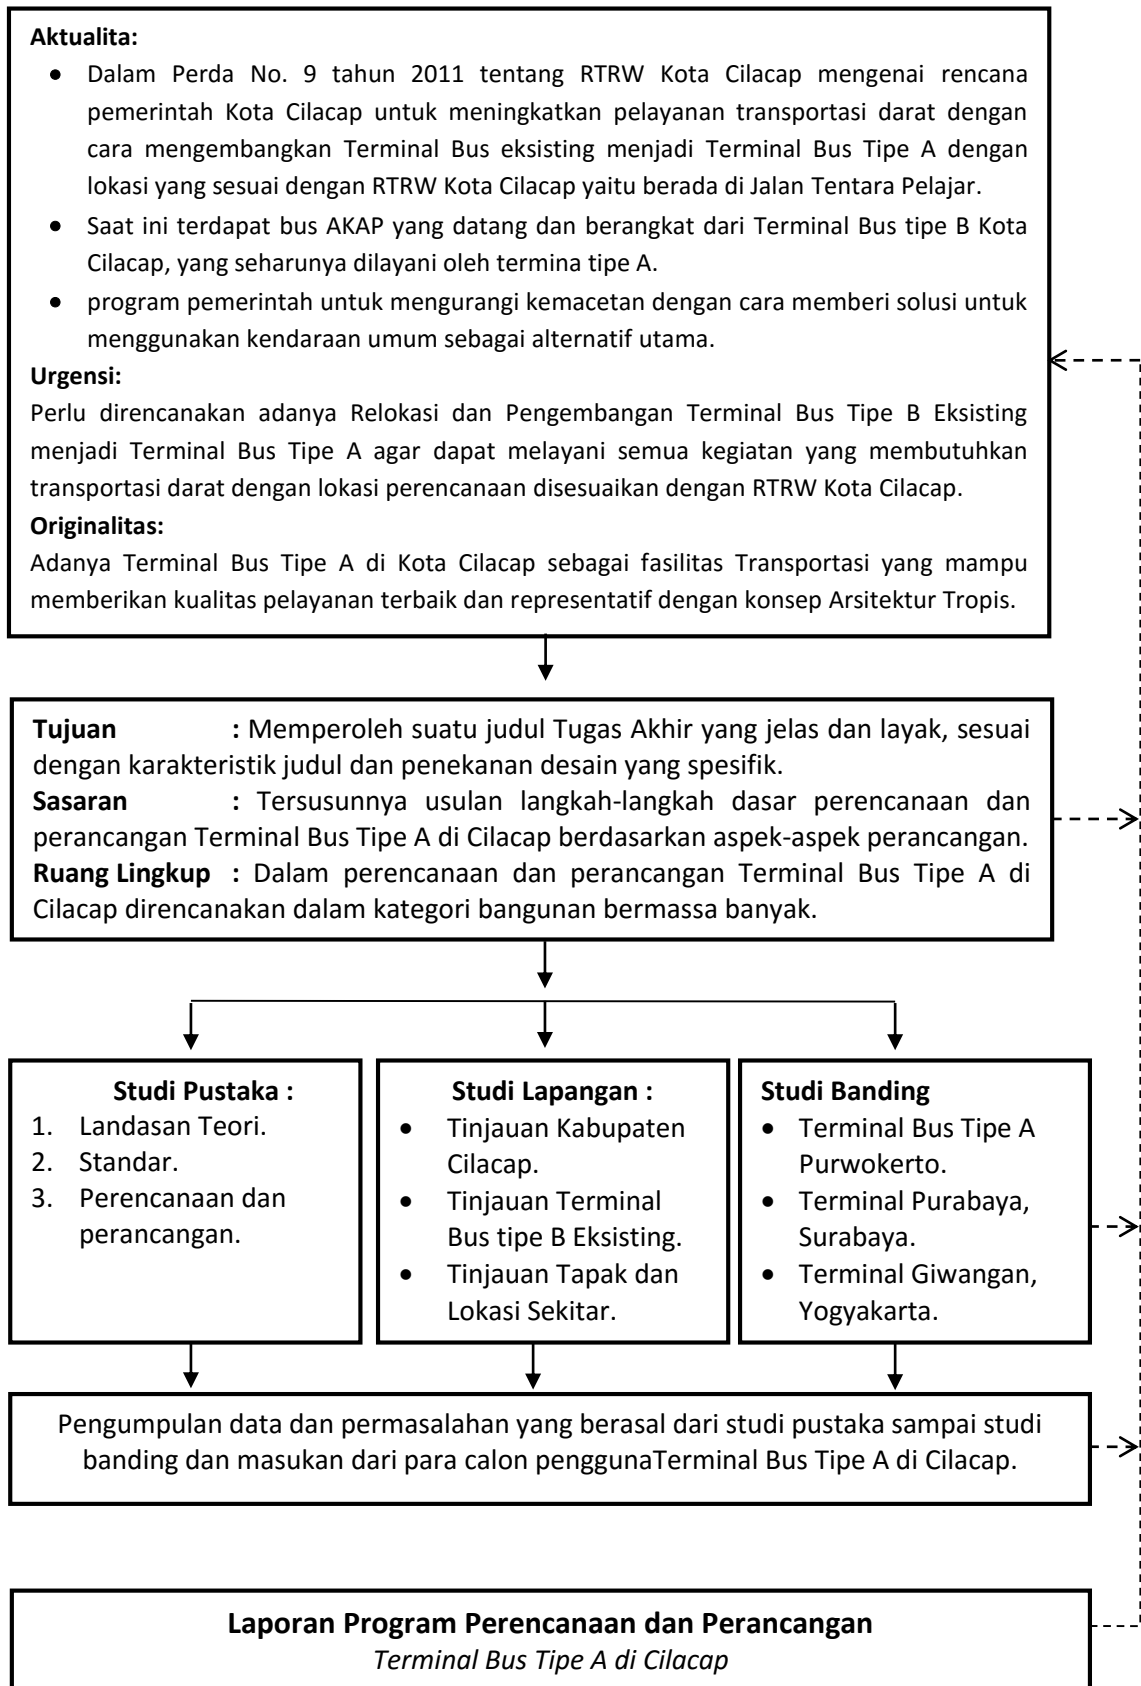 Aktualita:
• Dalam Perda No. 9 tahun 2011 tentang RTRW Kota Cilacap mengenai rencana
pemerintah Kota Cilacap untuk meningkatkan pelayanan transportasi darat dengan
cara mengembangkan Terminal Bus eksisting menjadi Terminal Bus Tipe A dengan
lokasi yang sesuai dengan RTRW Kota Cilacap yaitu berada di Jalan Tentara Pelajar.
• Saat ini terdapat bus AKAP yang datang dan berangkat dari Terminal Bus tipe B Kota
Cilacap, yang seharunya dilayani oleh termina tipe A.
• program pemerintah untuk mengurangi kemacetan dengan cara memberi solusi untuk
menggunakan kendaraan umum sebagai alternatif utama.
Urgensi:
Perlu direncanakan adanya Relokasi dan Pengembangan Terminal Bus Tipe B Eksisting
menjadi Terminal Bus Tipe A agar dapat melayani semua kegiatan yang membutuhkan
transportasi darat dengan lokasi perencanaan disesuaikan dengan RTRW Kota Cilacap.
Originalitas:
Adanya Terminal Bus Tipe A di Kota Cilacap sebagai fasilitas Transportasi yang mampu
memberikan kualitas pelayanan terbaik dan representatif dengan konsep Arsitektur Tropis.
Tujuan : Memperoleh suatu judul Tugas Akhir yang jelas dan layak, sesuai
dengan karakteristik judul dan penekanan desain yang spesifik.
Sasaran : Tersusunnya usulan langkah-langkah dasar perencanaan dan
perancangan Terminal Bus Tipe A di Cilacap berdasarkan aspek-aspek perancangan.
Ruang Lingkup : Dalam perencanaan dan perancangan Terminal Bus Tipe A di
Cilacap direncanakan dalam kategori bangunan bermassa banyak.
Studi Pustaka :
1. Landasan Teori.
2. Standar.
3. Perencanaan dan
perancangan.
Studi Lapangan :
• Tinjauan Kabupaten
Cilacap.
• Tinjauan Terminal
Bus tipe B Eksisting.
• Tinjauan Tapak dan
Lokasi Sekitar.
Studi Banding
• Terminal Bus Tipe A
Purwokerto.
• Terminal Purabaya,
Surabaya.
• Terminal Giwangan,
Yogyakarta.
Pengumpulan data dan permasalahan yang berasal dari studi pustaka sampai studi
banding dan masukan dari para calon penggunaTerminal Bus Tipe A di Cilacap.
Laporan Program Perencanaan dan Perancangan
Terminal Bus Tipe A di Cilacap